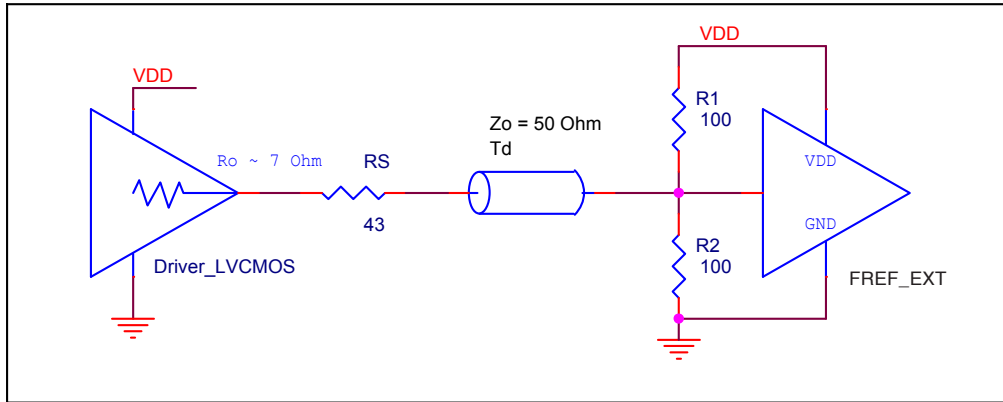 VDD
VDD
R1
100
Zo = 50 Ohm
Td
Ro ~ 7 Ohm
RS
VDD
43
GND
R2
100
Driver_LVCMOS
FREF_EXT